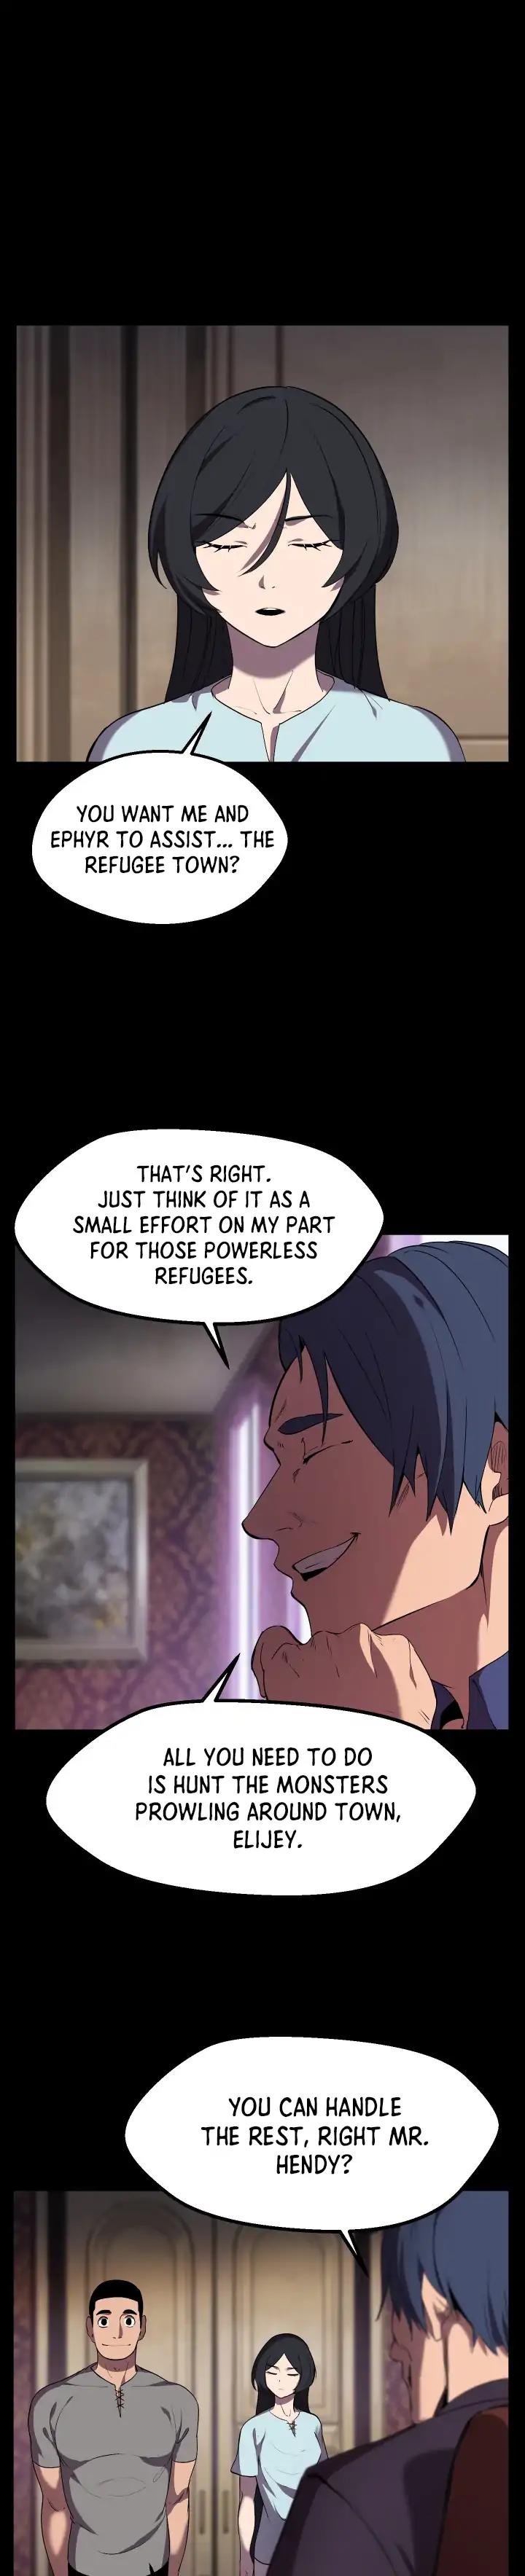 YOU WANT ME AND
EPHYR TO ASSIST... THE
REFUGEE TOWN?
THAT'S RIGHT.
JUST THINK OF IT AS A
SMALL EFFORT ON MY PART
FOR THOSE POWERLESS
REFUGEES.
ALL YOU NEED TO DO
IS HUNT THE MONSTERS
PROWLING AROUND TOWN,
ELIJEY.
YOU CAN HANDLE
THE REST, RIGHT MR.
HENDY?